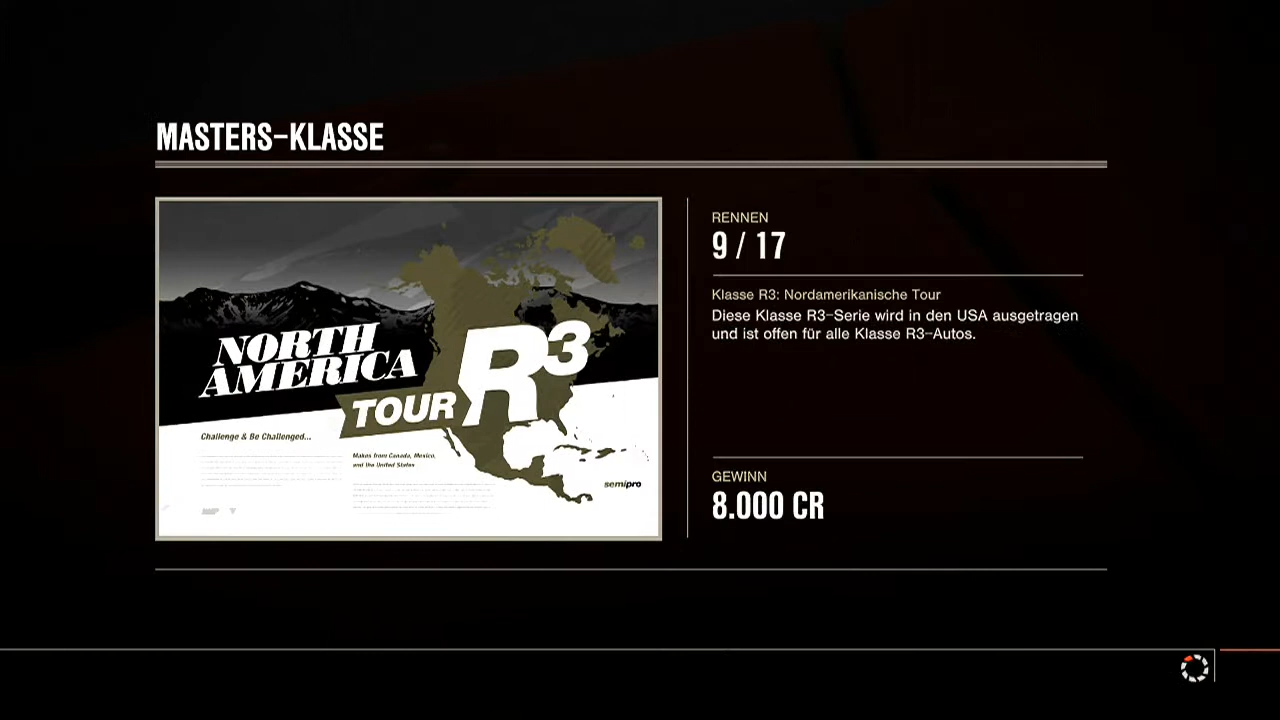 MASTERS-KLASSE
NORTH
AMERICA
TOUR
R3
Challenge & Be Challenged...
Makes from Canada, Mexico,
and the United States
semipro
RENNEN
9 / 17
Klasse R3: Nordamerikanische Tour
Diese Klasse R3-Serie wird in den USA ausgetragen
und ist offen für alle Klasse R3-Autos.
GEWINN
8.000 CR